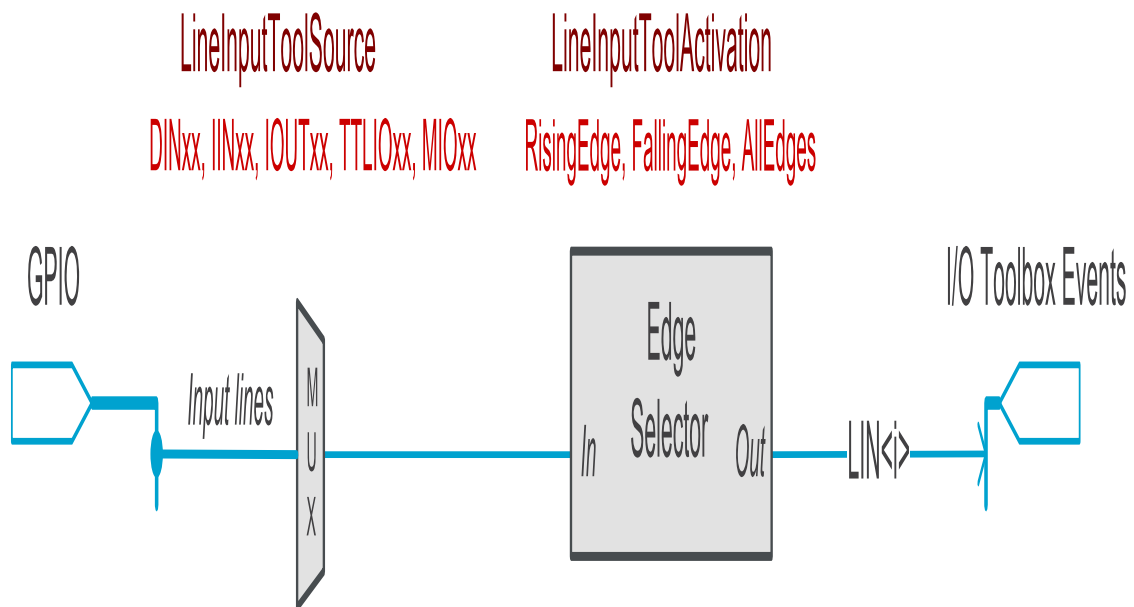 LineInputToolSource
LineInputToolActivation
DINxx, IINxx, IOUTxx, TTLIOxx, MIOxx
RisingEdge, FallingEdge, AllEdges
GPIO
I/O Toolbox Events
Input lines
M
U
X
Edge
Selector
In
Out
LIN<i>